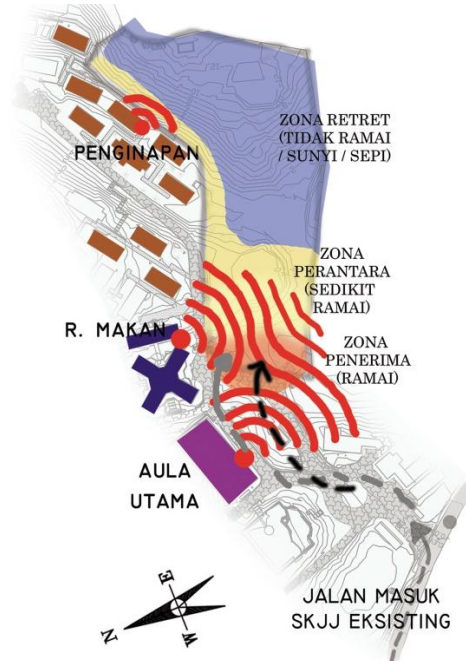 ZONA RETRET
(TIDAK RAMAI
/ SUNYI / SEPI)
PENGINAPAN
ZONA
PERANTARA
(SEDIKIT
RAMAI)
R. MAKAN
ZONA
PENERIMA
(RAMAI)
AULA
UTAMA
N
E
W
JALAN MASUK
SKJJ EKSISTING